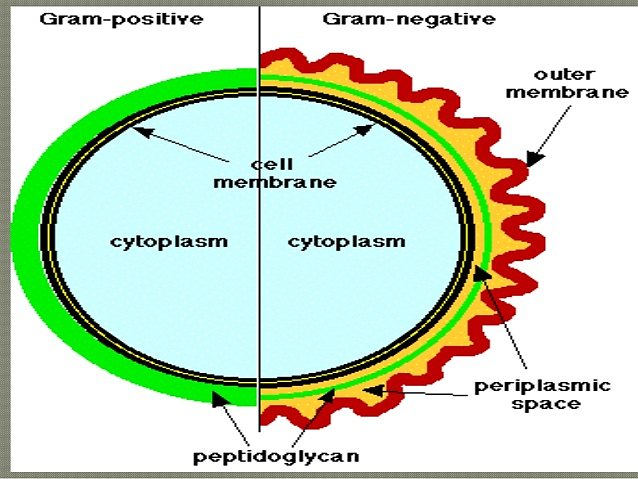 Gram-positive
Gram-negative
outer
membrane
cell
membrane
cytoplasm
cytoplasm
periplasmic
space
peptidoglycan